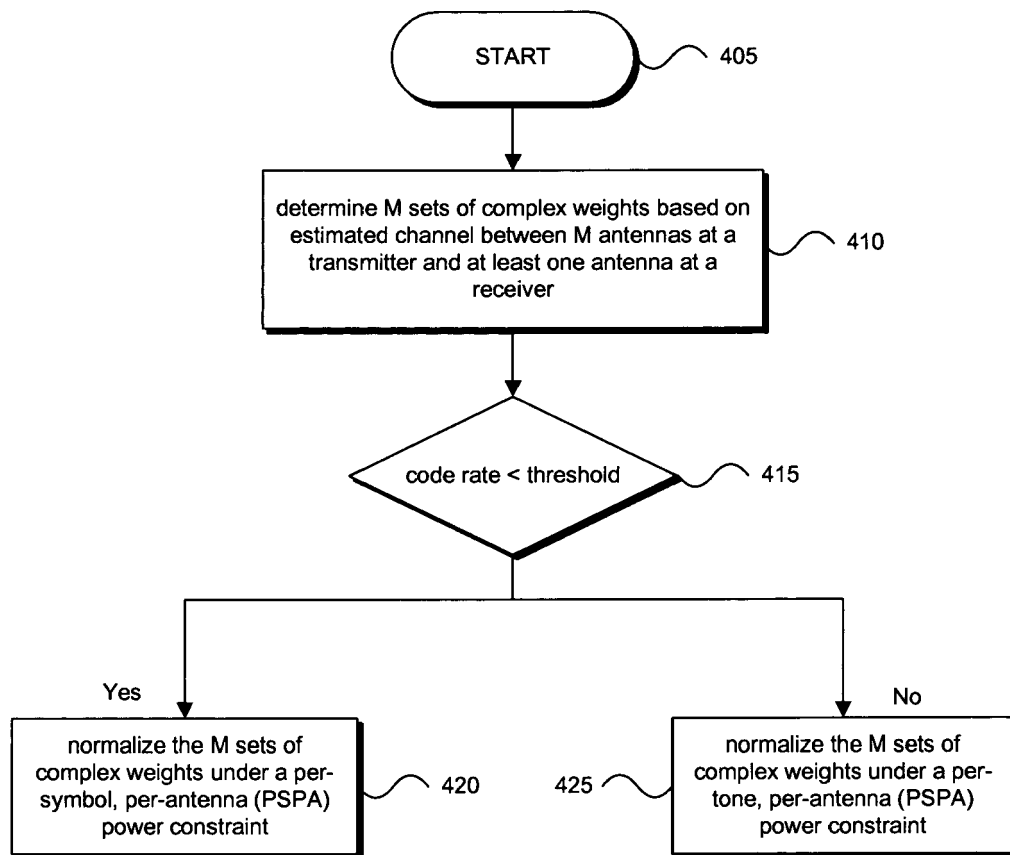 START
405
determine M sets of complex weights based on
estimated channel between M antennas at a
transmitter and at least one antenna at a
receiver
410
code rate < threshold
415
Yes
No
normalize the M sets of
complex weights under a per-
symbol, per-antenna (PSPA)
power constraint
420
425
normalize the M sets of
complex weights under a per-
tone, per-antenna (PSPA)
power constraint